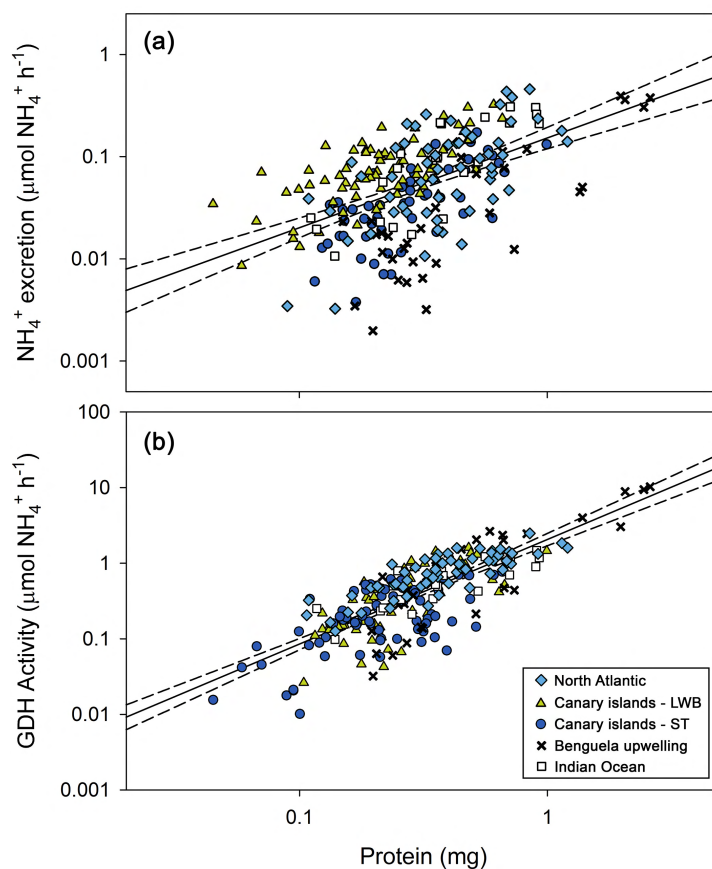 (a)
1
0.1
0.01
0.001
NH₄⁺ excretion (μmol NH₄⁺ h⁻¹)
(b)
100
10
1
0.1
0.01
0.001
GDH Activity (μmol NH₄⁺ h⁻¹)
North Atlantic
Canary islands - LWB
Canary islands - ST
Benguela upwelling
Indian Ocean
0.1 1
Protein (mg)